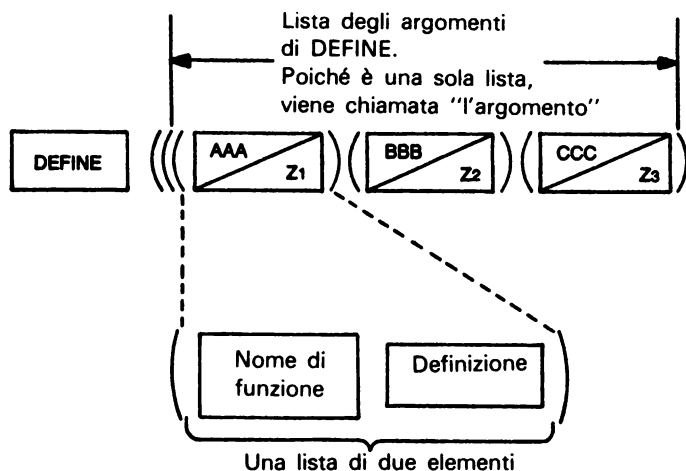 Lista degli argomenti
di DEFINE.
Poiché è una sola lista,
viene chiamata "l'argomento"
DEFINE ((( AAA Z1 ) ( BBB Z2 ) ( CCC Z3 )
( Nome di funzione Definizione )
Una lista di due elementi